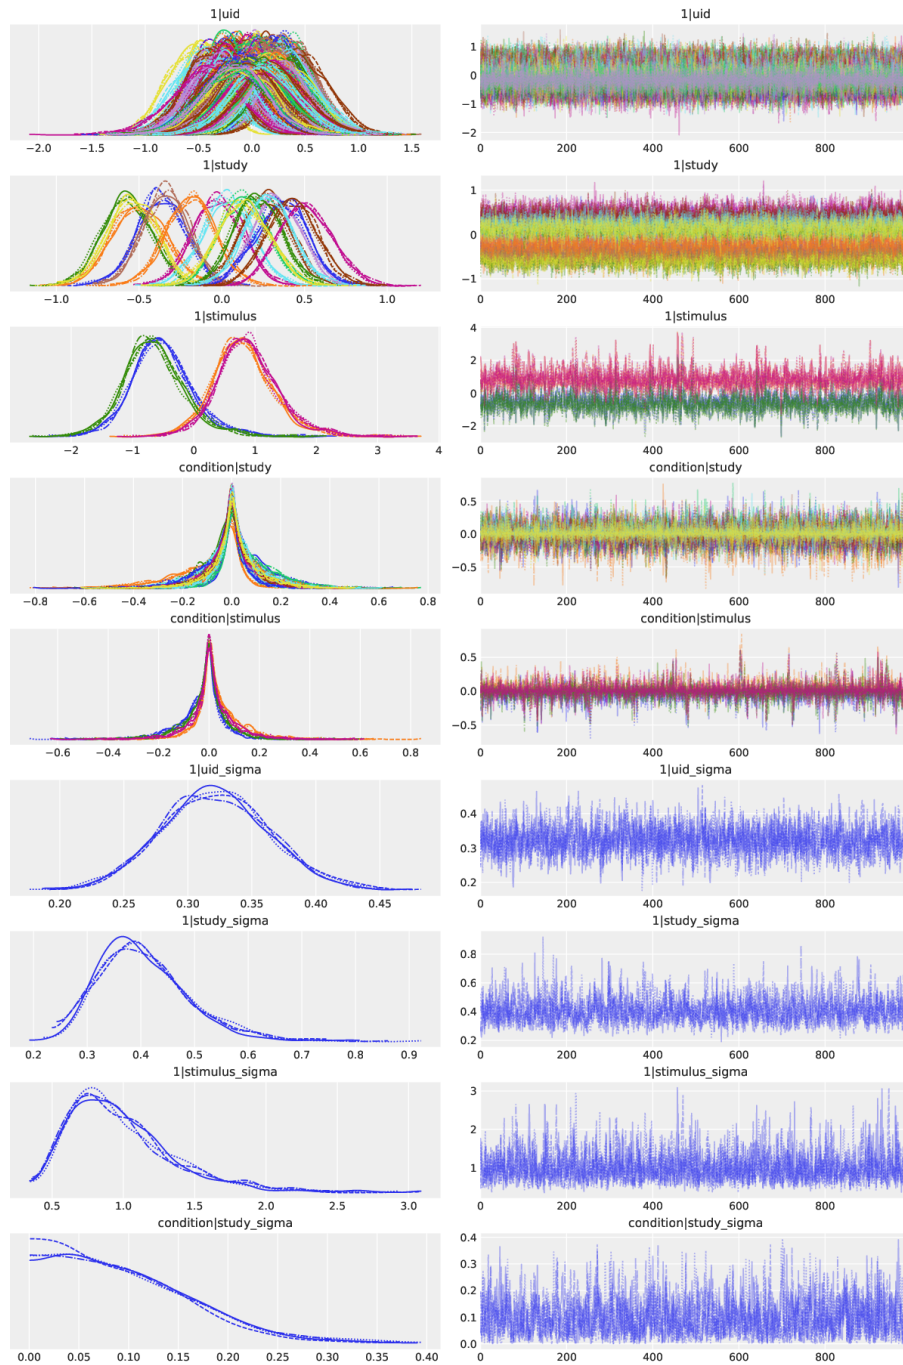 1|uid 1|uid
1
0
−1
−2
−2.0 −1.5 −1.0 −0.5 0.0 0.5 1.0 1.5 0 200 400 600 800
1|study 1|study
1
0
−1
−1.0 −0.5 0.0 0.5 1.0 0 200 400 600 800
1|stimulus 1|stimulus
4
2
0
−2
−2 −1 0 1 2 3 4 0 200 400 600 800
condition|study condition|study
0.5
0.0
−0.5
−0.8 −0.6 −0.4 −0.2 0.0 0.2 0.4 0.6 0.8 0 200 400 600 800
condition|stimulus condition|stimulus
0.5
0.0
−0.5
−0.6 −0.4 −0.2 0.0 0.2 0.4 0.6 0.8 0 200 400 600 800
1|uid_sigma 1|uid_sigma
0.4
0.3
0.2
0.20 0.25 0.30 0.35 0.40 0.45 0 200 400 600 800
1|study_sigma 1|study_sigma
0.8
0.6
0.4
0.2
0.2 0.3 0.4 0.5 0.6 0.7 0.8 0.9 0 200 400 600 800
1|stimulus_sigma 1|stimulus_sigma
3
2
1
0.5 1.0 1.5 2.0 2.5 3.0 0 200 400 600 800
condition|study_sigma condition|study_sigma
0.4
0.3
0.2
0.1
0.0
0.00 0.05 0.10 0.15 0.20 0.25 0.30 0.35 0.40 0 200 400 600 800